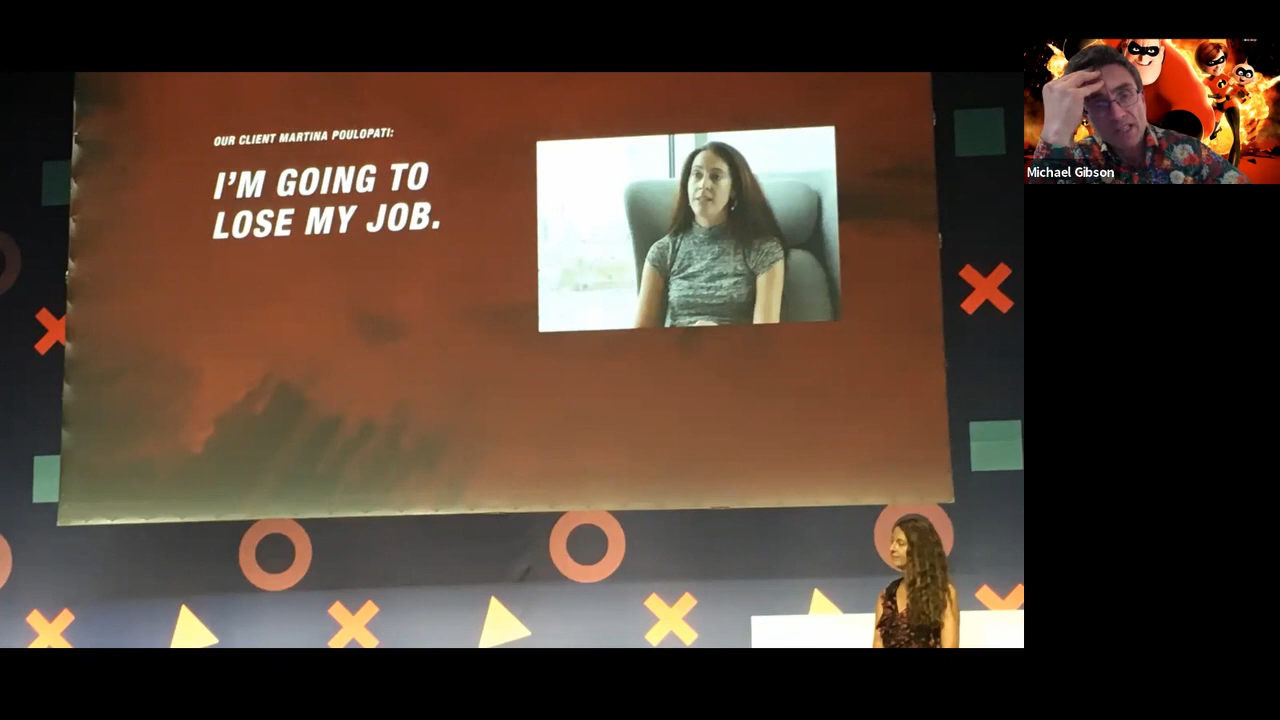 OUR CLIENT MARTINA POULOPATI:
I'M GOING TO
LOSE MY JOB.
Michael Gibson